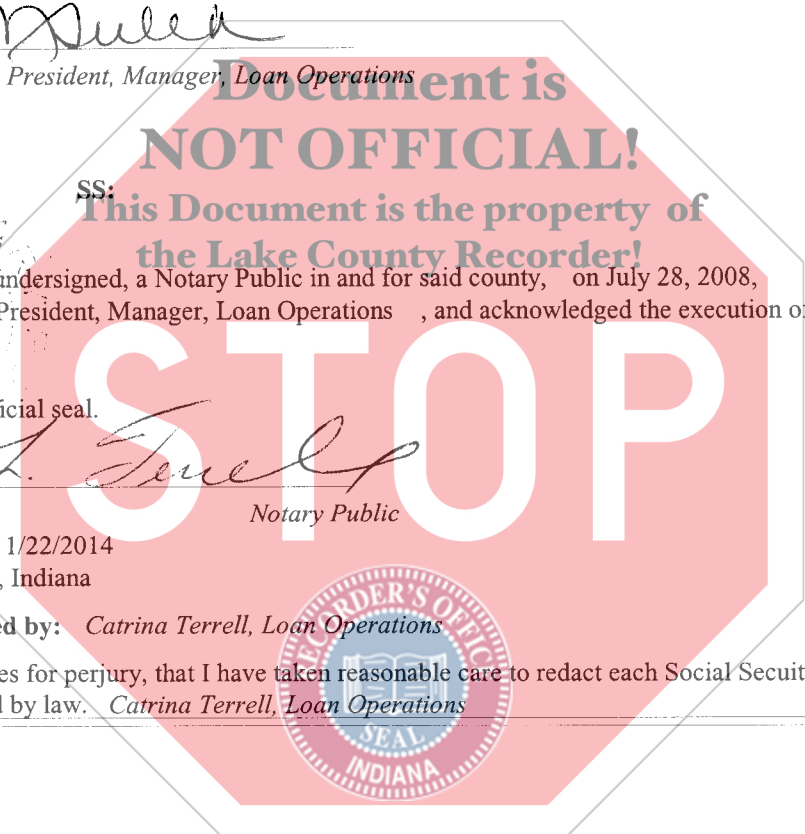 President, Manager, Loan Operations
Document is
NOT OFFICIAL!
SS:
This Document is the property of
the Lake County Recorder!
undersigned, a Notary Public in and for said county, on July 28, 2008,
President, Manager, Loan Operations , and acknowledged the execution of
STOP
icial seal.
L. Terrell
Notary Public
1/22/2014
, Indiana
ed by: Catrina Terrell, Loan Operations
es for perjury, that I have taken reasonable care to redact each Social Secuit
d by law. Catrina Terrell, Loan Operations
RECORDER'S OFFICE
SEAL
INDIANA